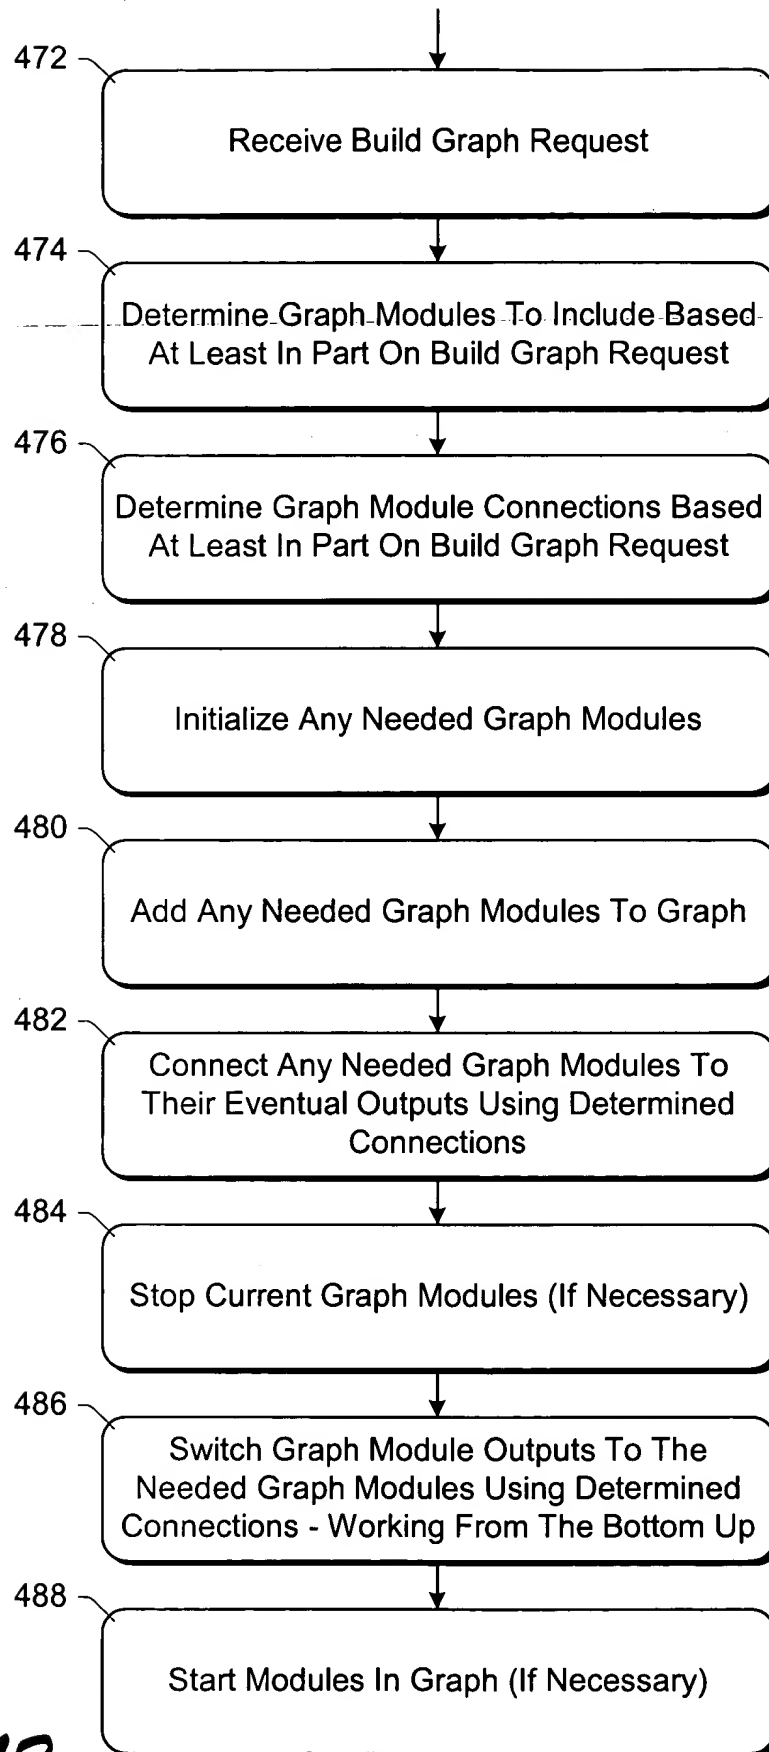 472
Receive Build Graph Request
474
Determine Graph Modules To Include Based
At Least In Part On Build Graph Request
476
Determine Graph Module Connections Based
At Least In Part On Build Graph Request
478
Initialize Any Needed Graph Modules
480
Add Any Needed Graph Modules To Graph
482
Connect Any Needed Graph Modules To
Their Eventual Outputs Using Determined
Connections
484
Stop Current Graph Modules (If Necessary)
486
Switch Graph Module Outputs To The
Needed Graph Modules Using Determined
Connections - Working From The Bottom Up
488
Start Modules In Graph (If Necessary)